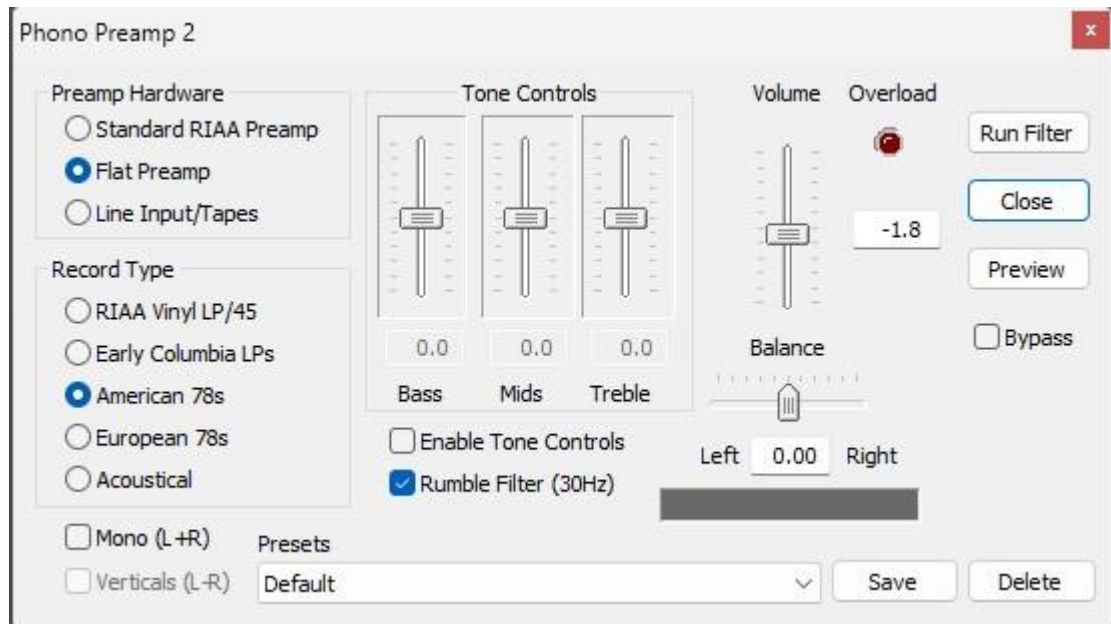 Phono Preamp 2
x
Preamp Hardware
Standard RIAA Preamp
Flat Preamp
Line Input/Tapes
Record Type
RIAA Vinyl LP/45
Early Columbia LPs
American 78s
European 78s
Acoustical
Mono (L+R)
Verticals (L-R)
Tone Controls
0.0 0.0 0.0
Bass Mids Treble
Enable Tone Controls
Rumble Filter (30Hz)
Volume Overload
-1.8
Balance
Left 0.00 Right
Run Filter
Close
Preview
Bypass
Presets
Default
Save Delete